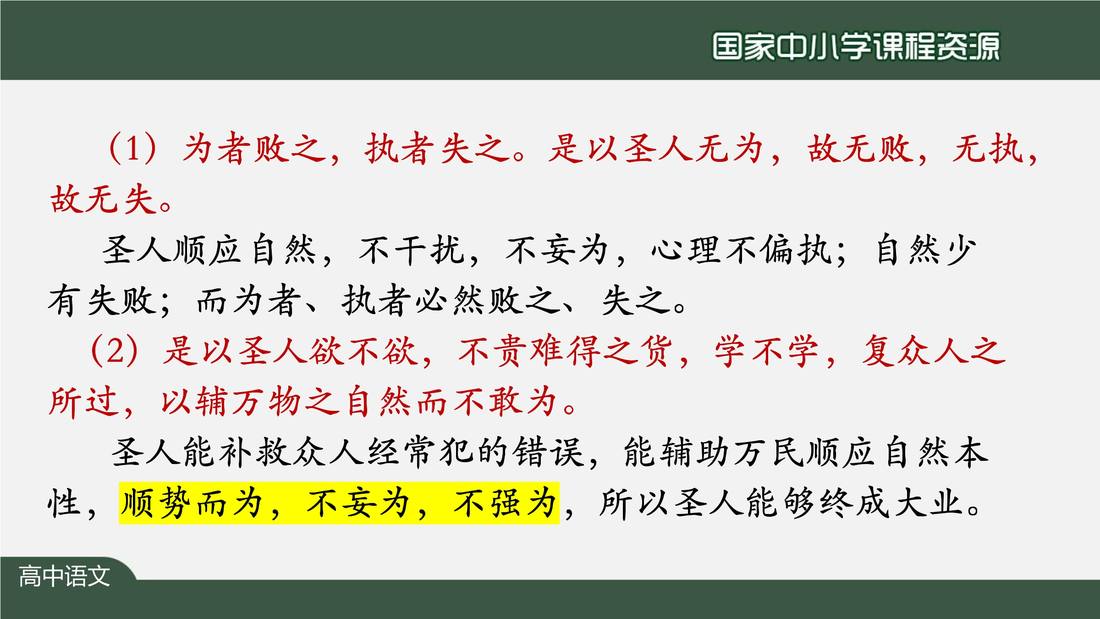 国家中小学课程资源
（1）为者败之，执者失之。是以圣人无为，故无败，无执，
故无失。
圣人顺应自然，不干扰，不妄为，心理不偏执；自然少
有失败；而为者、执者必然败之、失之。
（2）是以圣人欲不欲，不贵难得之货，学不学，复众人之
所过，以辅万物之自然而不敢为。
圣人能补救众人经常犯的错误，能辅助万民顺应自然本
性，顺势而为，不妄为，不强为，所以圣人能够终成大业。
高中语文